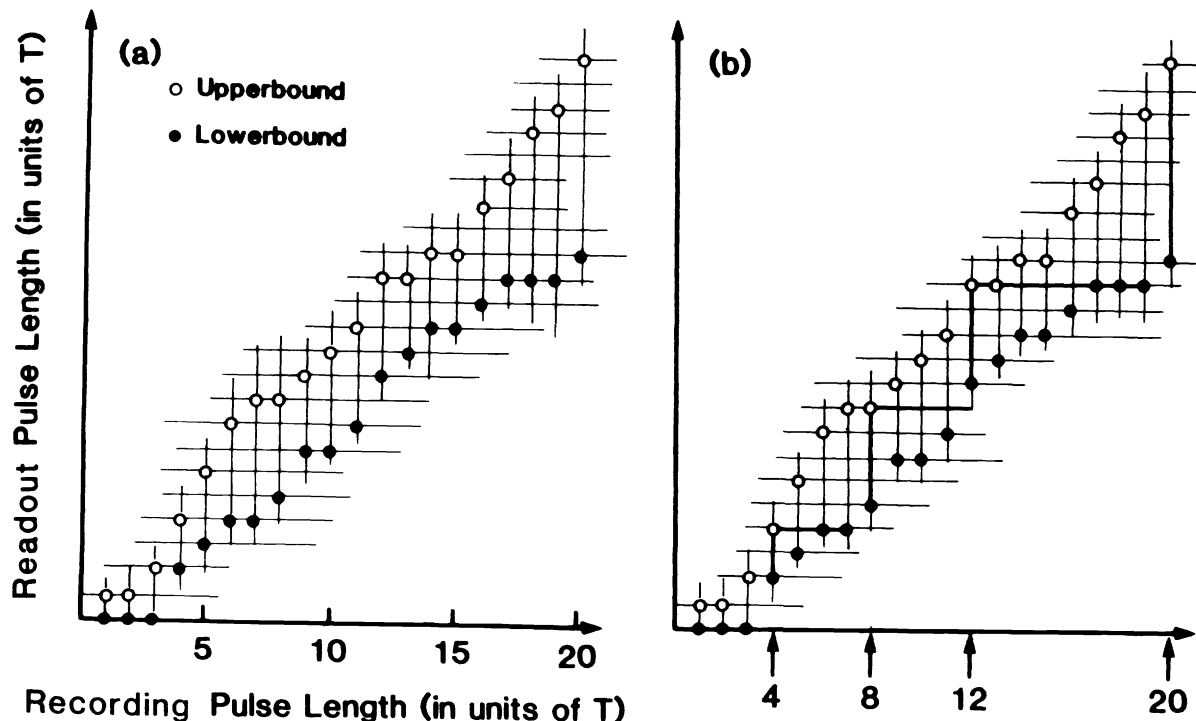 Readout Pulse Length (in units of T)
(a)
Upperbound
Lowerbound
5 10 15 20
Recording Pulse Length (in units of T)
(b)
4 8 12 20